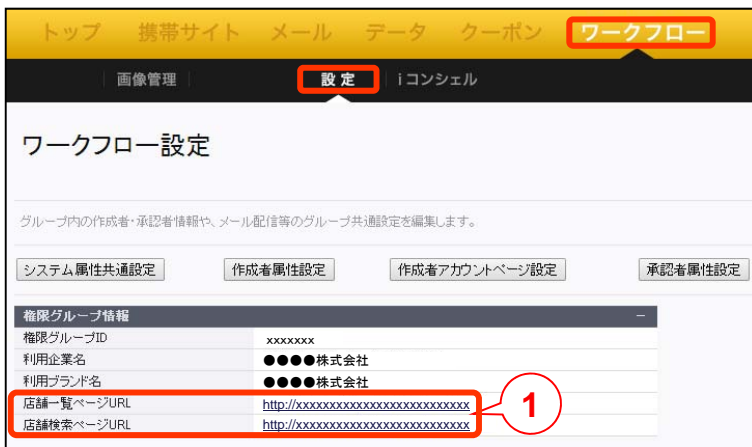 トップ 携帯サイト メール データ クーポン ワークフロー
画像管理 設定 iコンシェル
ワークフロー設定
グループ内の作成者・承認者情報や、メール配信等のグループ共通設定を編集します。
システム属性共通設定 作成者属性設定 作成者アカウントページ設定 承認者属性設定
権限グループ情報 −
権限グループID xxxxxxx
利用企業名 ●●●●株式会社
利用ブランド名 ●●●●株式会社
店舗一覧ページURL http://xxxxxxxxxxxxxxxxxxxxxxxxxx
店舗検索ページURL http://xxxxxxxxxxxxxxxxxxxxxxxxxx
1